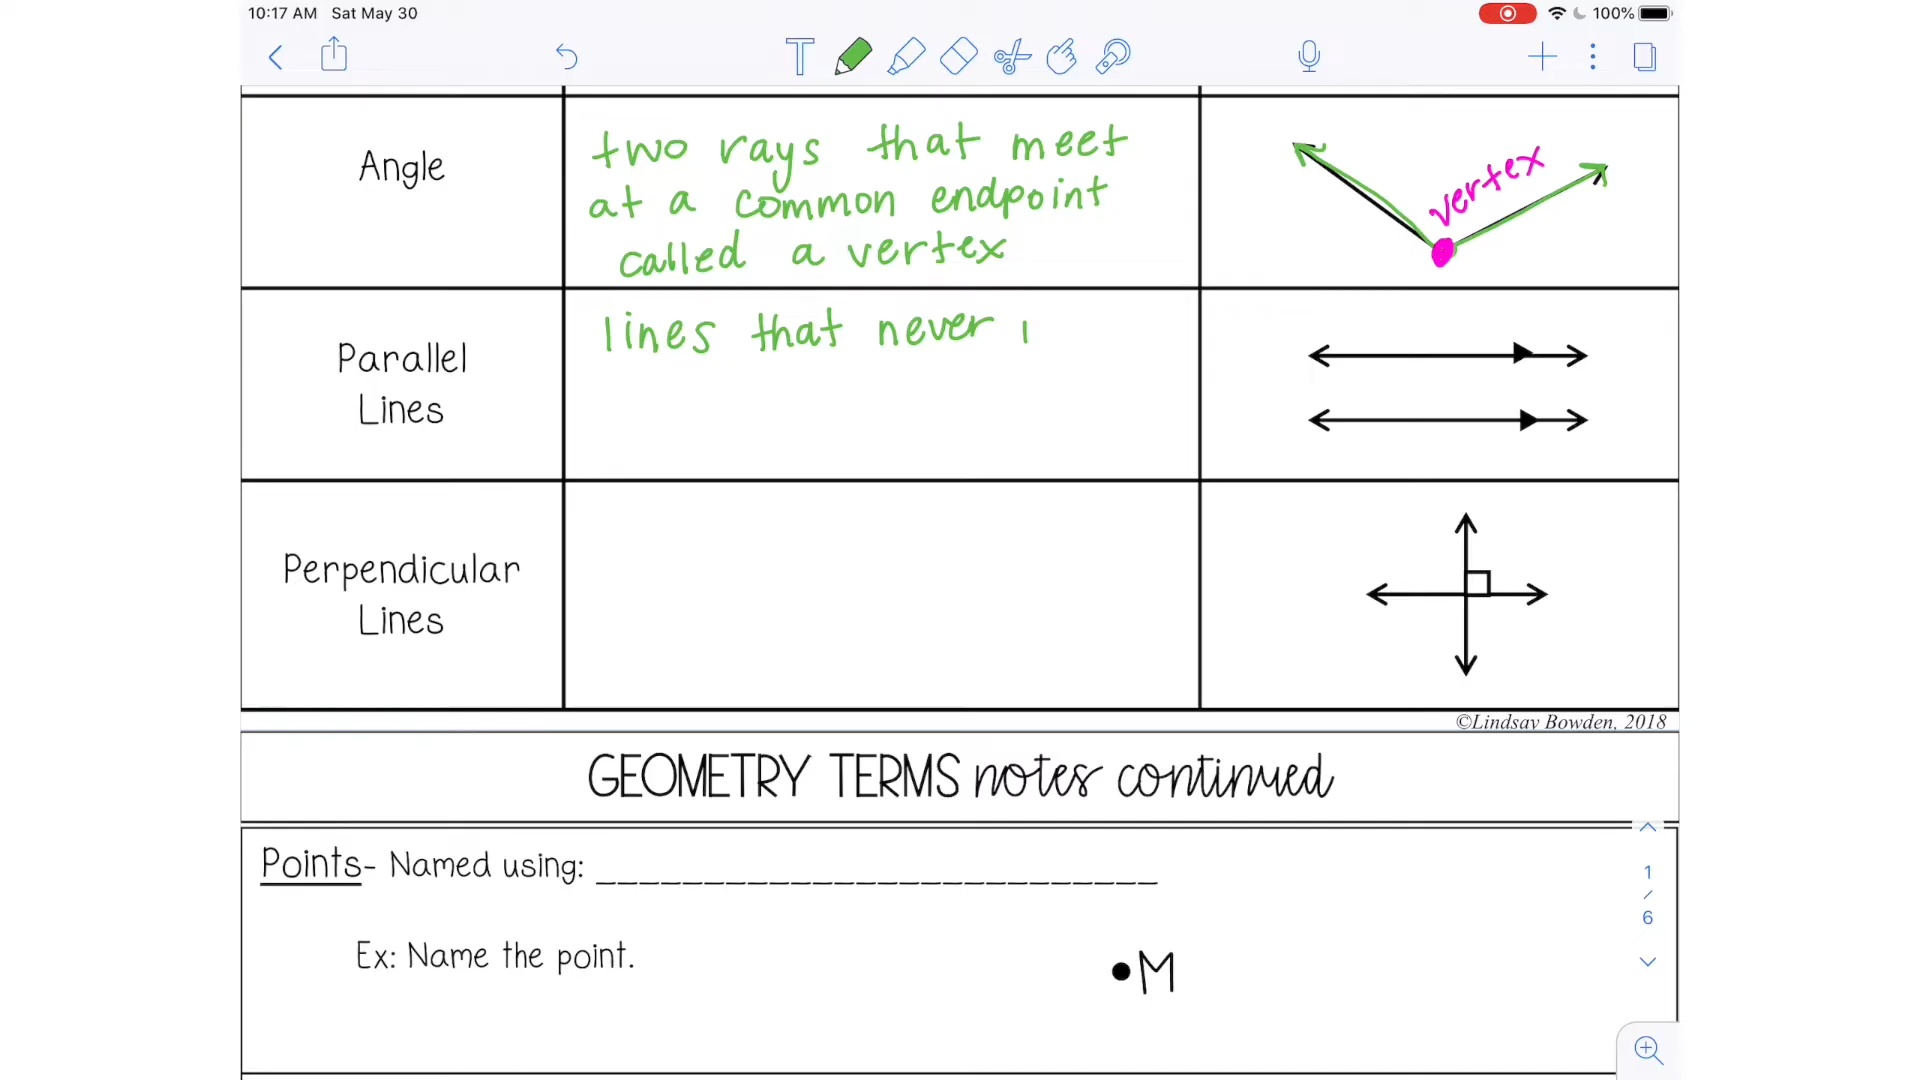 10:17 AM Sat May 30
100%
T
Angle
two rays that meet
at a common endpoint
called a vertex
vertex
Parallel
Lines
lines that never
Perpendicular
Lines
©Lindsay Bowden, 2018
GEOMETRY TERMS notes continued
Points- Named using: __________________________
Ex: Name the point.
M
1
/
6